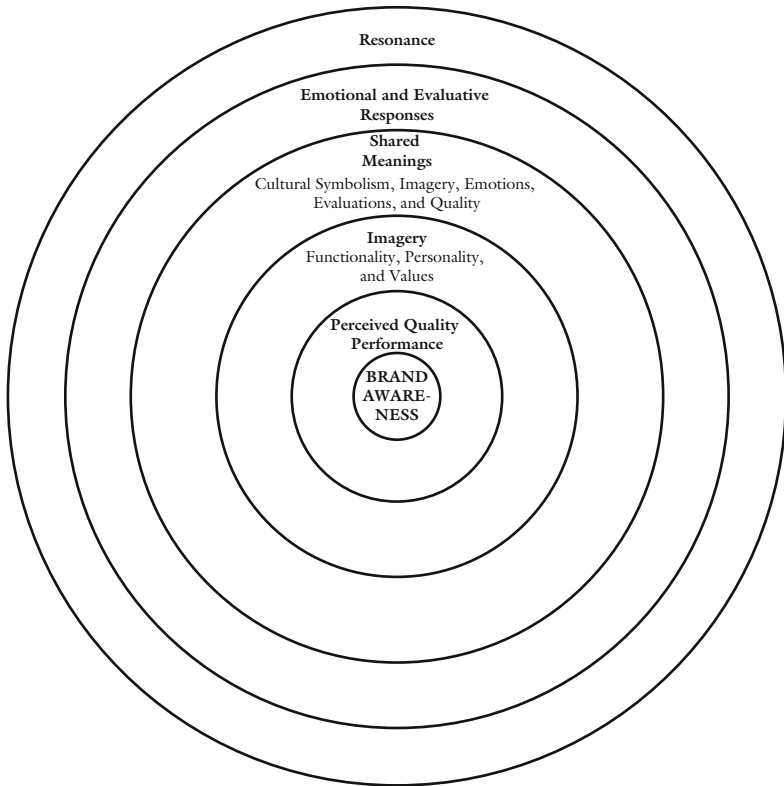 Resonance
Emotional and Evaluative
Responses
Shared
Meanings
Cultural Symbolism, Imagery, Emotions,
Evaluations, and Quality
Imagery
Functionality, Personality,
and Values
Perceived Quality
Performance
BRAND
AWARE-
NESS